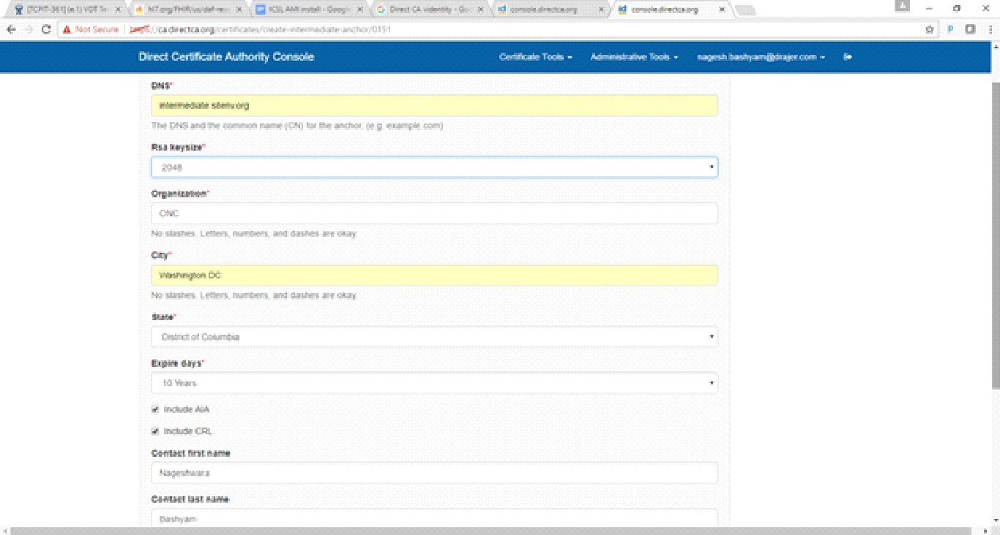 [TCPIT-361] (e.1) VDT Te
hl7.org/FHIR/us/daf-res
ICSL AMI install - Googl
Direct CA videntity - Go
console.directca.org
console.directca.org
Not Secure | https://ca.directca.org/certificates/create-intermediate-anchor/0151
Direct Certificate Authority Console
Certificate Tools
Administrative Tools
nagesh.bashyam@drajer.com
DNS*
intermediate.sitenv.org
The DNS and the common name (CN) for the anchor. (e.g. example.com)
Rsa keysize*
2048
Organization*
ONC
No slashes. Letters, numbers, and dashes are okay.
City*
Washington DC
No slashes. Letters, numbers, and dashes are okay.
State*
District of Columbia
Expire days*
10 Years
Include AIA
Include CRL
Contact first name
Nageshwara
Contact last name
Bashyam